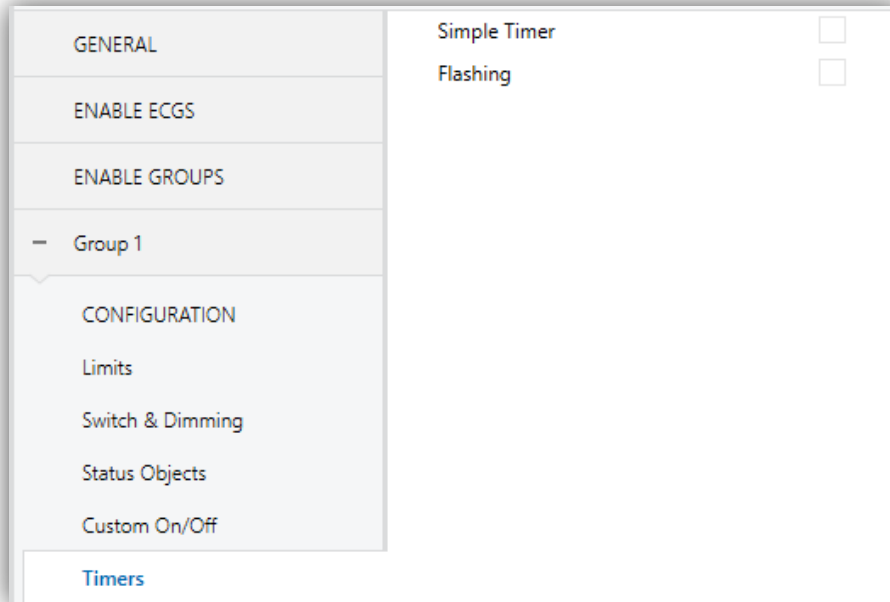 GENERAL
ENABLE ECGS
ENABLE GROUPS
Group 1
CONFIGURATION
Limits
Switch & Dimming
Status Objects
Custom On/Off
Timers
Simple Timer
Flashing